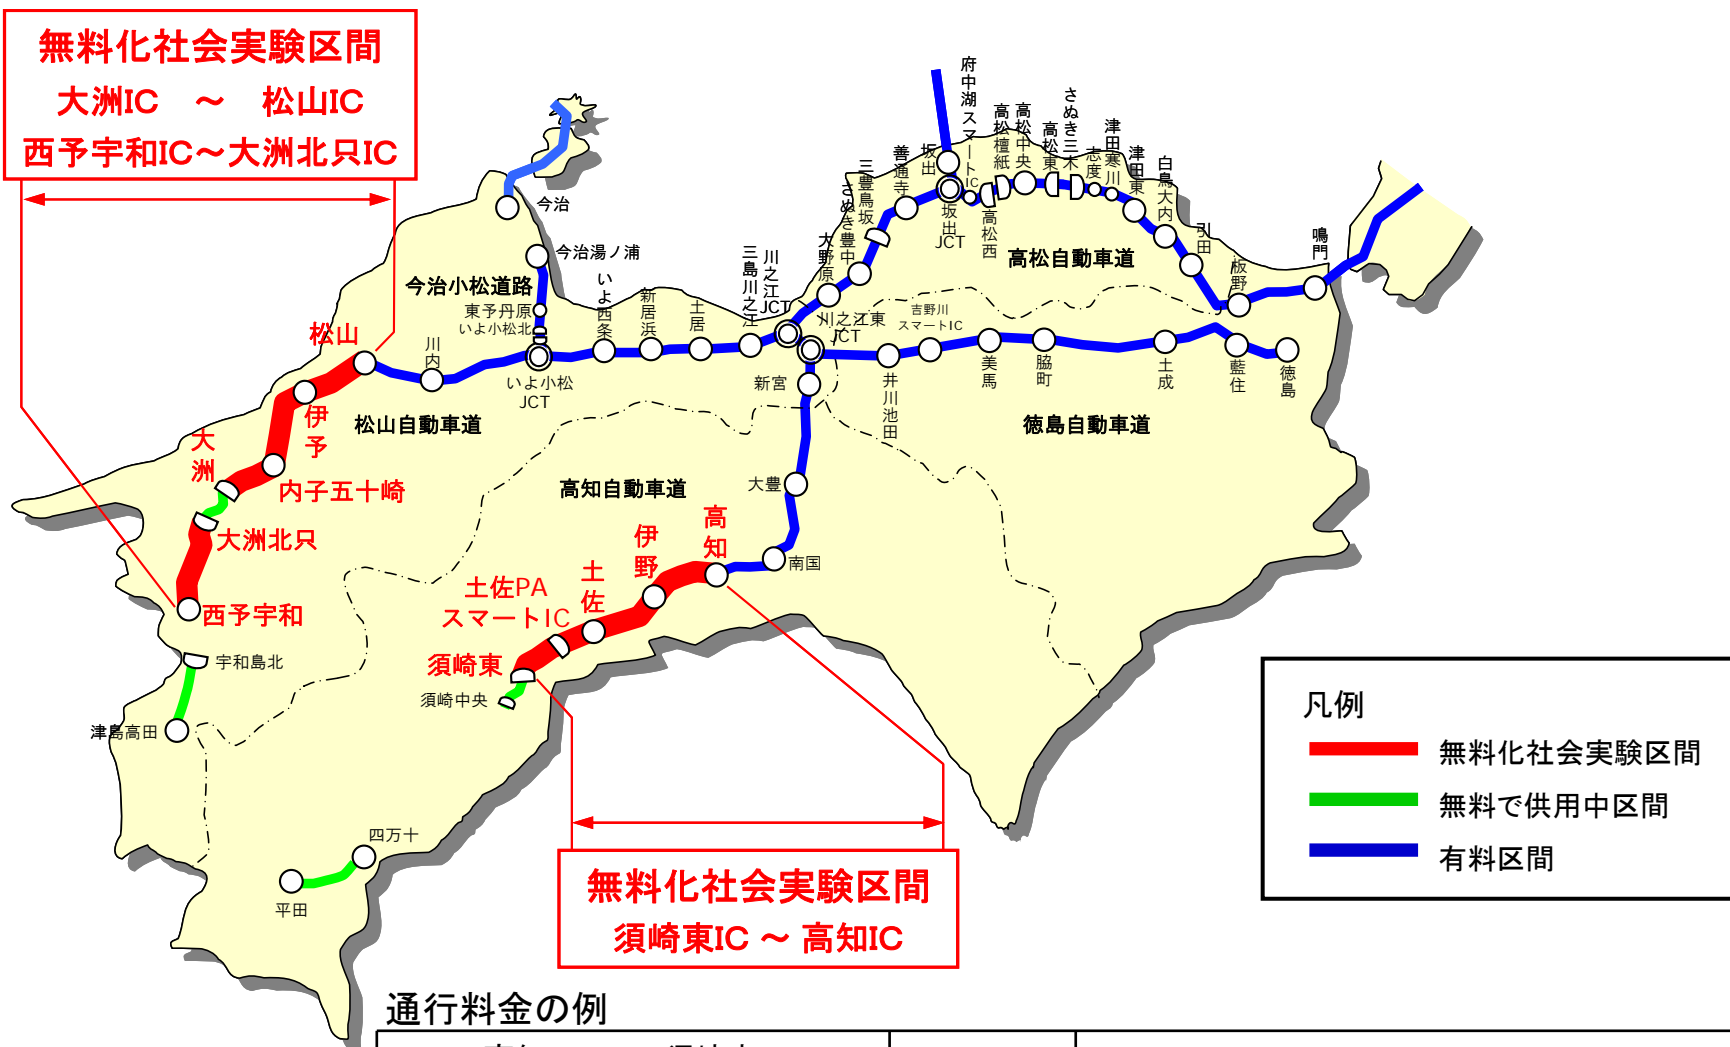 無料化社会実験区間
大洲IC ～ 松山IC
西予宇和IC～大洲北只IC
今治
今治湯ノ浦
今治小松道路
東予丹原
いよ小松北
いよ西条
新居浜
土居
三島川之江
川之江JCT
大野原
さぬき豊中
三豊鳥坂
善通寺
坂出
府中湖スマートIC
坂出JCT
高松檀紙
高松西
高松中央
高松東
さぬき三木
志度
津田寒川
津田東
白鳥大内
引田
板野
鳴門
高松自動車道
松山
川内
いよ小松
JCT
川之江東
JCT
吉野川
スマートIC
新宮
井川池田
美馬
脇町
土成
藍住
徳島
伊予
松山自動車道
徳島自動車道
大洲
内子五十崎
高知自動車道
大豊
大洲北只
高知
伊野
南国
土佐
土佐PA
スマートIC
西予宇和
須崎東
宇和島北
須崎中央
津島高田
四万十
平田
無料化社会実験区間
須崎東IC ～ 高知IC
凡例
無料化社会実験区間
無料で供用中区間
有料区間
通行料金の例